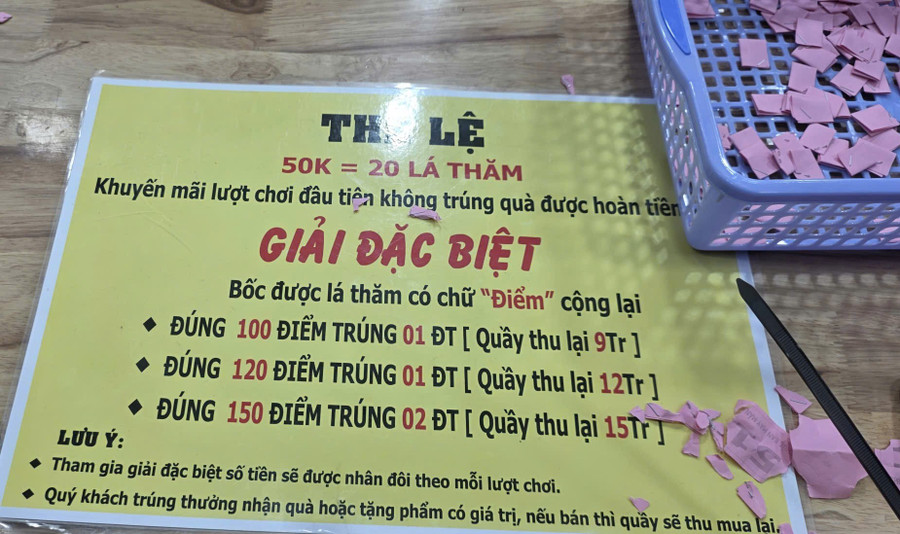 THỂ LỆ
50K = 20 LÁ THĂM
Khuyến mãi lượt chơi đầu tiên không trúng quà được hoàn tiền
GIẢI ĐẶC BIỆT
Bốc được lá thăm có chữ “Điểm” cộng lại
♦ ĐÚNG 100 ĐIỂM TRÚNG 01 ĐT [ Quầy thu lại 9Tr ]
♦ ĐÚNG 120 ĐIỂM TRÚNG 01 ĐT [ Quầy thu lại 12Tr ]
♦ ĐÚNG 150 ĐIỂM TRÚNG 02 ĐT [ Quầy thu lại 15Tr ]
LƯU Ý:
♦ Tham gia giải đặc biệt số tiền sẽ được nhân đôi theo mỗi lượt chơi.
♦ Quý khách trúng thưởng nhận quà hoặc tặng phẩm có giá trị, nếu bán thì quầy sẽ thu mua lại.